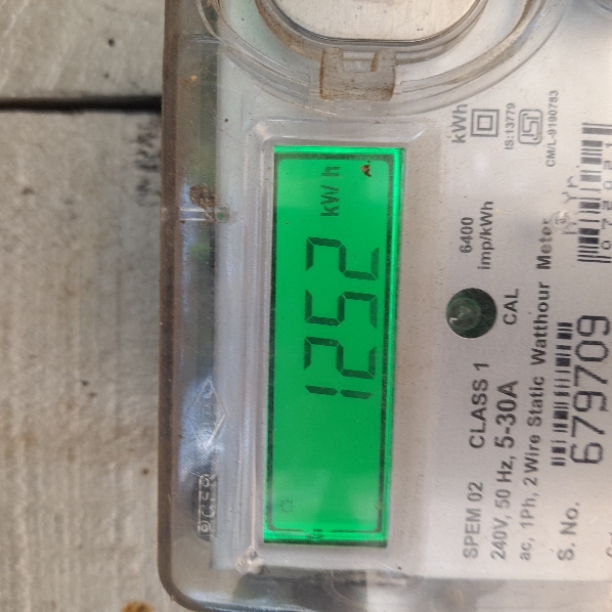 1252 kWh
kWh
IS:13779
CM/L-9190783
6400
imp/kWh
CAL
SPEM 02 CLASS 1
240V, 50 Hz, 5-30A
ac, 1Ph, 2 Wire Static Watthour Meter
S. No.
679709